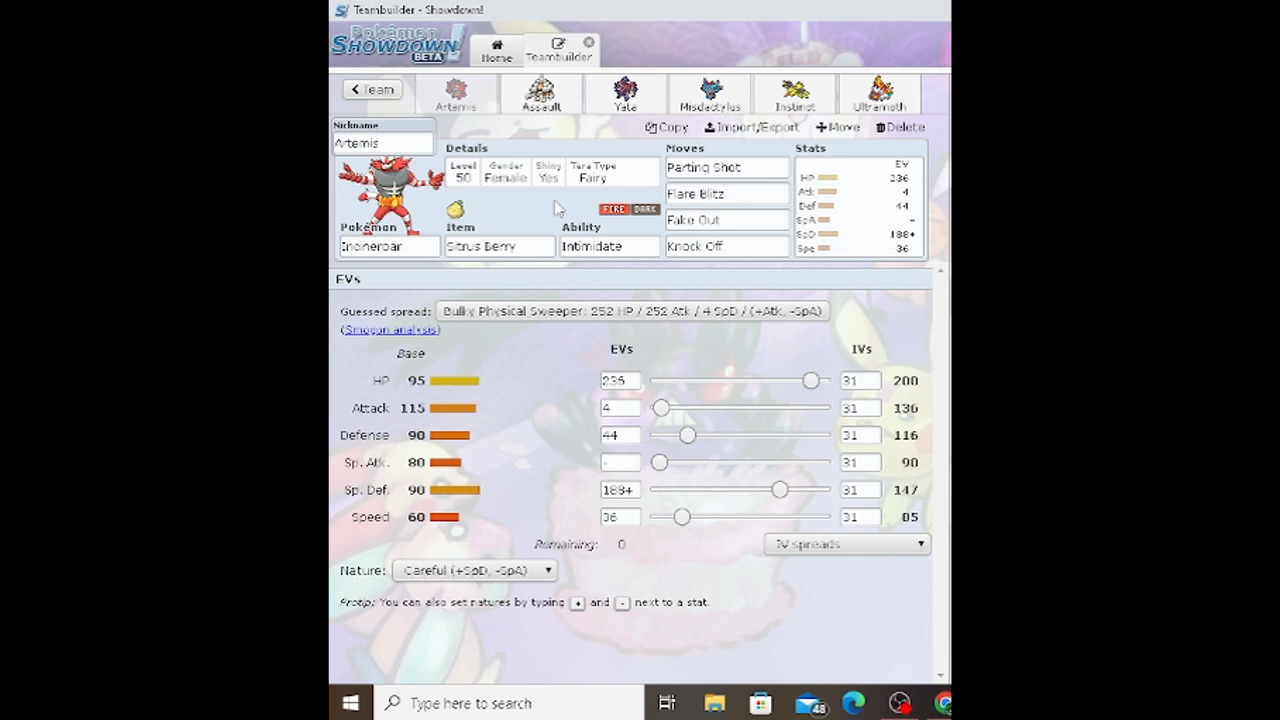 Teambuilder - Showdown!
Pokémon
SHOWDOWN!
BETA
Home
Teambuilder
Team
Artemis
Assault
Yata
Misdactylus
Instinct
Ultramoth
Nickname
Artemis
Copy
Import/Export
Move
Delete
Details
Level
50
Gender
Female
Shiny
Yes
Tera Type
Fairy
FIRE DARK
Pokémon
Incineroar
Item
Sitrus Berry
Ability
Intimidate
Moves
Parting Shot
Flare Blitz
Fake Out
Knock Off
Stats
EV
HP 236
Atk 4
Def 44
SpA -
SpD 188+
Spe 36
EVs
Guessed spread: Bulky Physical Sweeper: 252 HP / 252 Atk / 4 SpD / (+Atk, -SpA)
(Smogon analysis)
Base EVs IVs
HP 95 236 31 200
Attack 115 4 31 136
Defense 90 44 31 116
Sp. Atk. 80 - 31 90
Sp. Def. 90 188+ 31 147
Speed 60 36 31 85
Remaining: 0
IV spreads
Nature: Careful (+SpD, -SpA)
Protip: You can also set natures by typing + and - next to a stat.
Type here to search
48